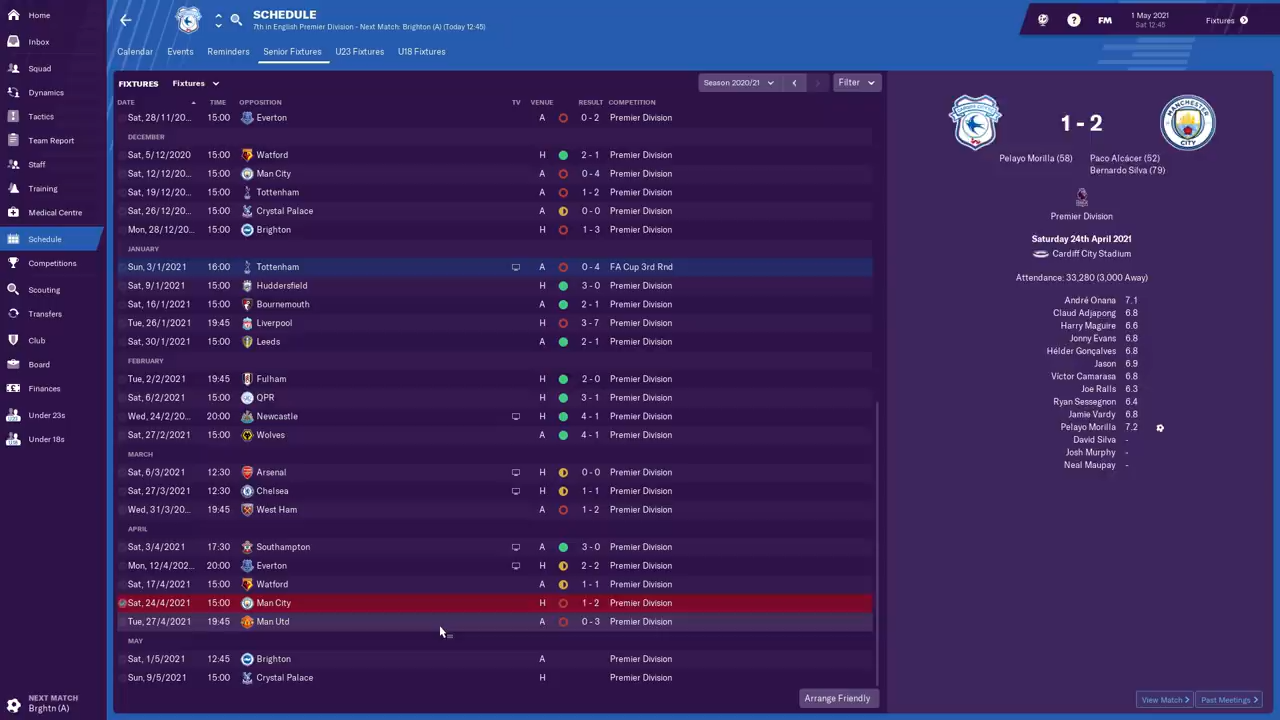 Home
Inbox
Squad
Dynamics
Tactics
Team Report
Staff
Training
Medical Centre
Schedule
Competitions
Scouting
Transfers
Club
Board
Finances
Under 23s
Under 18s
NEXT MATCH
Brghtn (A)
SCHEDULE
7th in English Premier Division - Next Match: Brighton (A) (Today 12:45)
FM
1 May 2021
Sat 12:45
Fixtures
Calendar Events Reminders Senior Fixtures U23 Fixtures U18 Fixtures
FIXTURES Fixtures Season 2020/21 Filter
DATE TIME OPPOSITION TV VENUE RESULT COMPETITION
Sat, 28/11/20... 15:00 Everton A 0 - 2 Premier Division
DECEMBER
Sat, 5/12/2020 15:00 Watford H 2 - 1 Premier Division
Sat, 12/12/20... 15:00 Man City A 0 - 4 Premier Division
Sat, 19/12/20... 15:00 Tottenham A 1 - 2 Premier Division
Sat, 26/12/20... 15:00 Crystal Palace A 0 - 0 Premier Division
Mon, 28/12/20... 15:00 Brighton H 1 - 3 Premier Division
JANUARY
Sun, 3/1/2021 16:00 Tottenham A 0 - 4 FA Cup 3rd Rnd
Sat, 9/1/2021 15:00 Huddersfield H 3 - 0 Premier Division
Sat, 16/1/2021 15:00 Bournemouth A 2 - 1 Premier Division
Tue, 26/1/2021 19:45 Liverpool H 3 - 7 Premier Division
Sat, 30/1/2021 15:00 Leeds A 2 - 1 Premier Division
FEBRUARY
Tue, 2/2/2021 19:45 Fulham H 2 - 0 Premier Division
Sat, 6/2/2021 15:00 QPR H 3 - 1 Premier Division
Wed, 24/2/20... 20:00 Newcastle H 4 - 1 Premier Division
Sat, 27/2/2021 15:00 Wolves A 4 - 1 Premier Division
MARCH
Sat, 6/3/2021 12:30 Arsenal H 0 - 0 Premier Division
Sat, 27/3/2021 12:30 Chelsea H 1 - 1 Premier Division
Wed, 31/3/20... 19:45 West Ham A 1 - 2 Premier Division
APRIL
Sat, 3/4/2021 17:30 Southampton A 3 - 0 Premier Division
Mon, 12/4/202... 20:00 Everton H 2 - 2 Premier Division
Sat, 17/4/2021 15:00 Watford A 1 - 1 Premier Division
Sat, 24/4/2021 15:00 Man City H 1 - 2 Premier Division
Tue, 27/4/2021 19:45 Man Utd A 0 - 3 Premier Division
MAY
Sat, 1/5/2021 12:45 Brighton A Premier Division
Sun, 9/5/2021 15:00 Crystal Palace H Premier Division
Arrange Friendly
1 - 2
Pelayo Morilla (58) Paco Alcácer (52)
Bernardo Silva (79)
Premier Division
Saturday 24th April 2021
Cardiff City Stadium
Attendance: 33,280 (3,000 Away)
André Onana 7.1
Claud Adjapong 6.8
Harry Maguire 6.6
Jonny Evans 6.8
Hélder Gonçalves 6.8
Jason 6.9
Víctor Camarasa 6.8
Joe Ralls 6.3
Ryan Sessegnon 6.4
Jamie Vardy 6.8
Pelayo Morilla 7.2
David Silva -
Josh Murphy -
Neal Maupay -
View Match Past Meetings